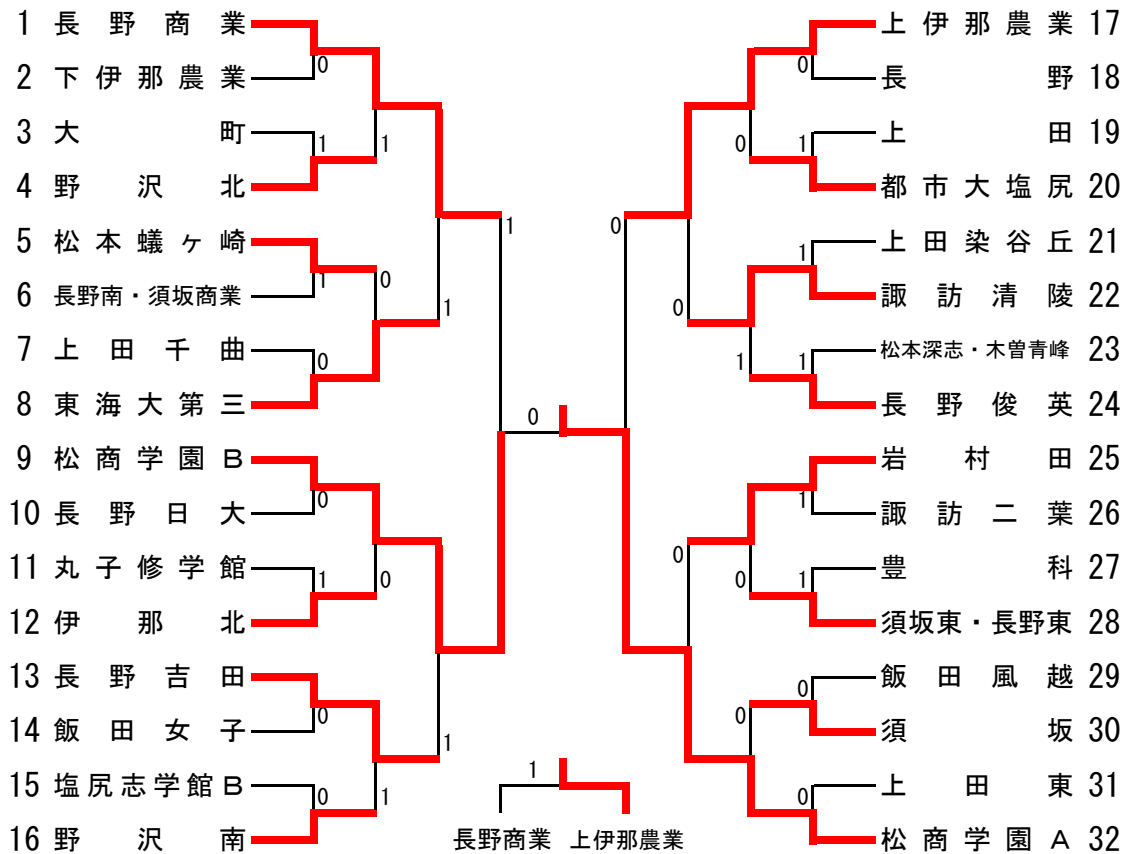 1 長野商業
0
2 下伊那農業
3 大町
1
1
4 野沢北
1
5 松本蟻ヶ崎
1
0
6 長野南・須坂商業
1
7 上田千曲
0
8 東海大第三
0
9 松商学園B
0
10 長野日大
11 丸子修学館
1
0
12 伊那北
13 長野吉田
0
14 飯田女子
1
15 塩尻志学館B
0
1
16 野沢南
1
長野商業 上伊那農業
上伊那農業 17
0
長野 18
上田 19
0
1
都市大塩尻 20
0
上田染谷丘 21
1
諏訪清陵 22
0
松本深志・木曽青峰 23
1
1
長野俊英 24
岩村田 25
1
諏訪二葉 26
0
豊科 27
0
1
須坂東・長野東 28
飯田風越 29
0
0
須坂 30
上田東 31
0
松商学園A 32